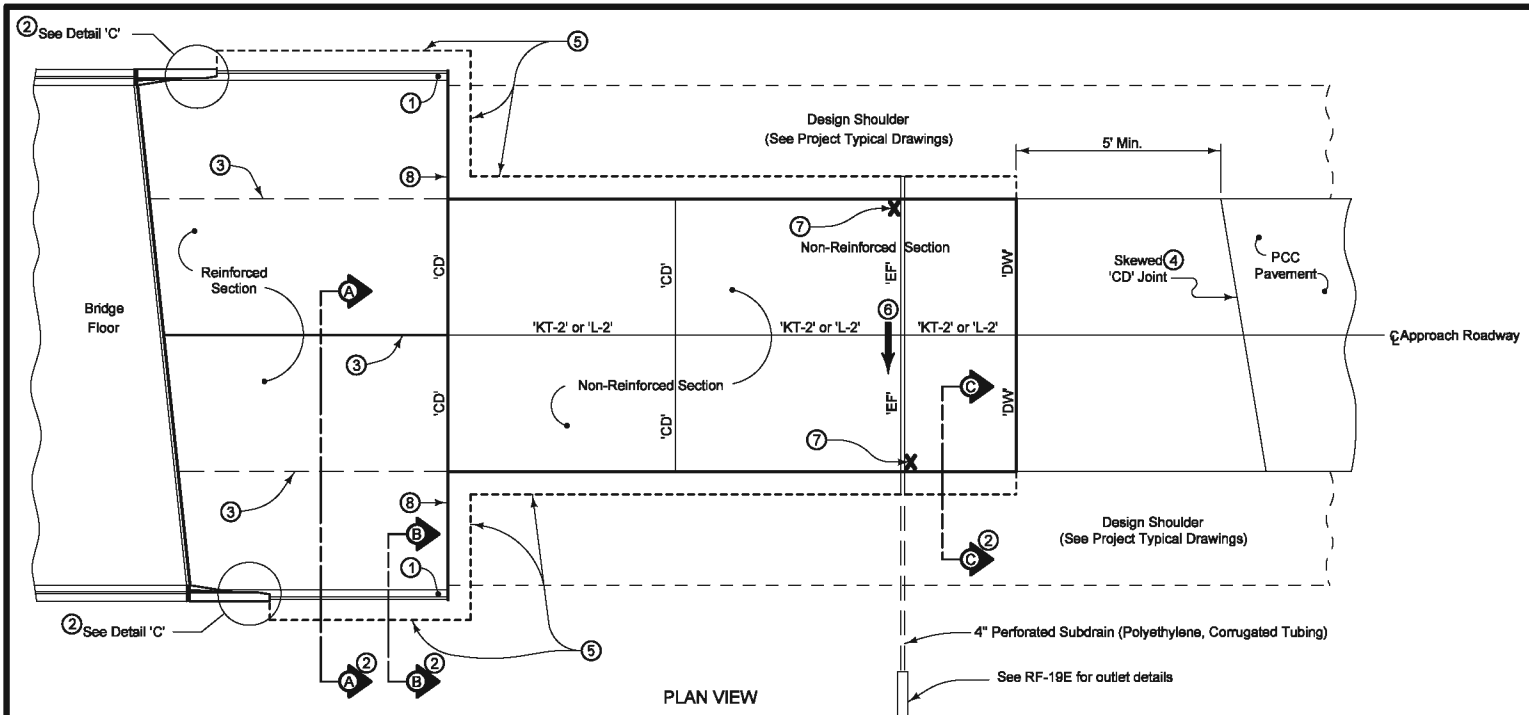 ② See Detail 'C'
⑤
①
Design Shoulder
(See Project Typical Drawings)
5' Min.
③
⑧
⑦
Non-Reinforced Section
'CD'
'CD'
'EF'
'DW'
Skewed ④
'CD' Joint
PCC
Pavement
Reinforced
Section
A
Bridge
Floor
⑥
'KT-2' or 'L-2'
'KT-2' or 'L-2'
'KT-2' or 'L-2'
℄ Approach Roadway
③
Non-Reinforced Section
C
'CD'
'CD'
'EF'
'DW'
⑦
③
⑧
B
C ②
Design Shoulder
(See Project Typical Drawings)
①
② See Detail 'C'
⑤
4" Perforated Subdrain (Polyethylene, Corrugated Tubing)
A ②
B ②
See RF-19E for outlet details
PLAN VIEW